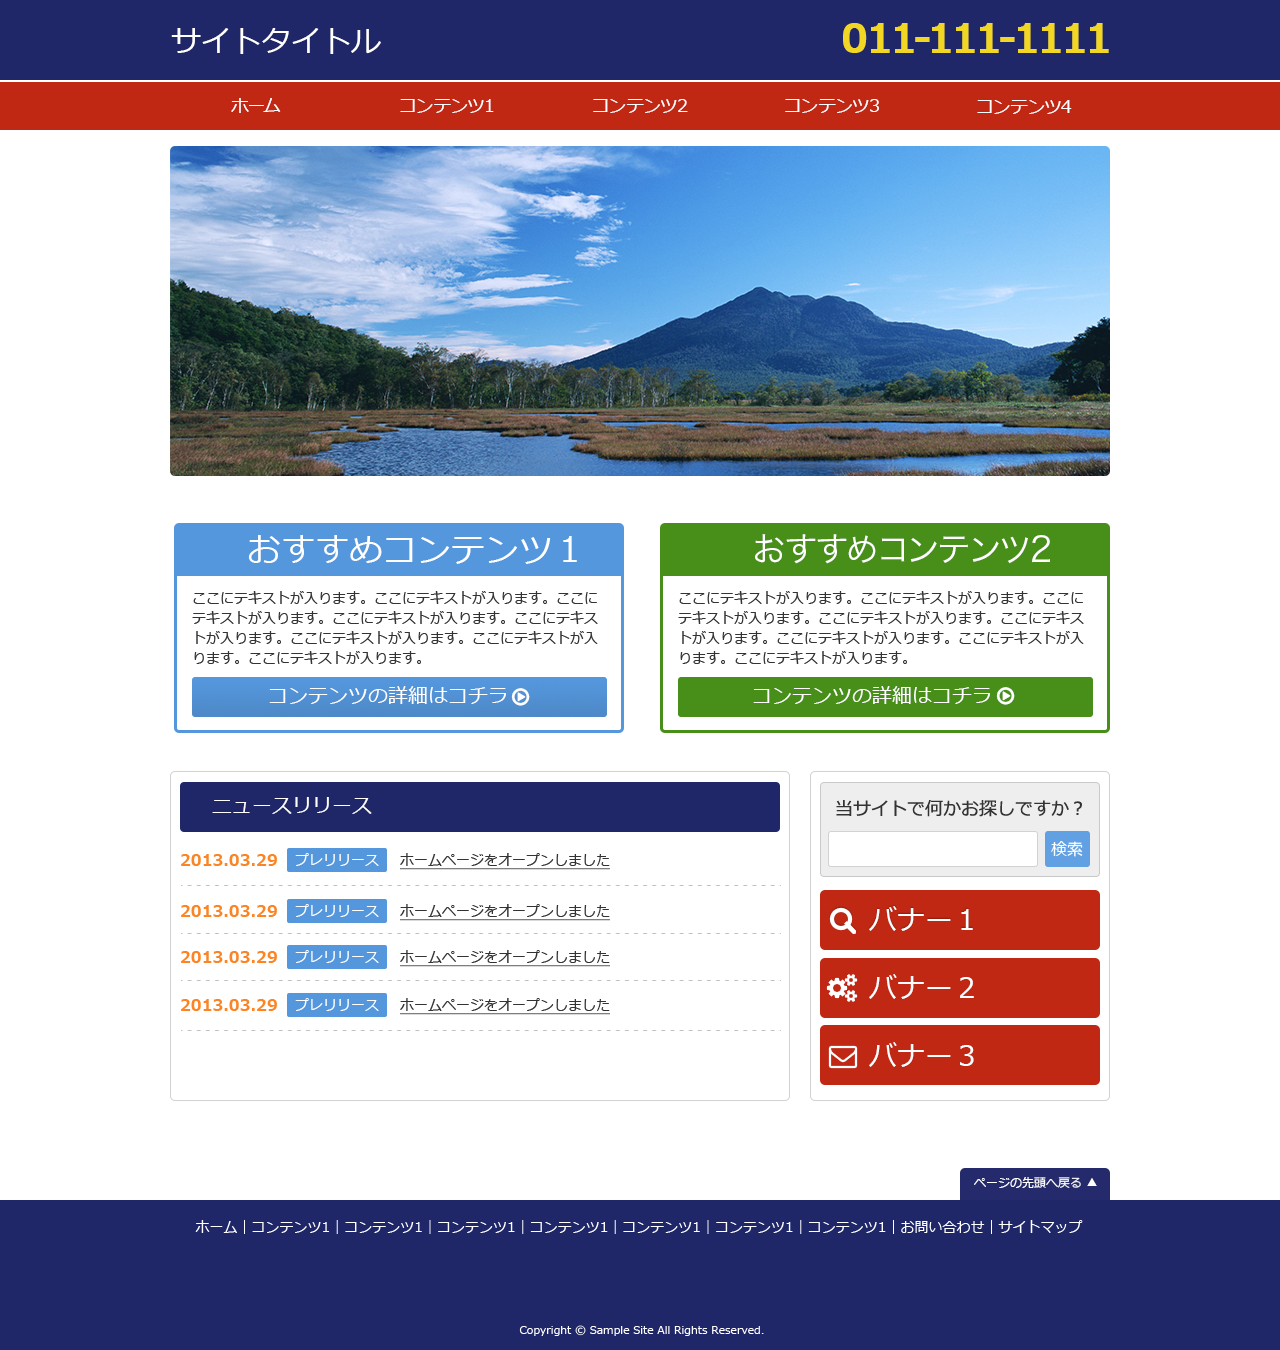 サイトタイトル
011-111-1111
ホーム
コンテンツ1
コンテンツ2
コンテンツ3
コンテンツ4
おすすめコンテンツ１
ここにテキストが入ります。ここにテキストが入ります。ここに
テキストが入ります。ここにテキストが入ります。ここにテキス
トが入ります。ここにテキストが入ります。ここにテキストが入
ります。ここにテキストが入ります。
コンテンツの詳細はコチラ
おすすめコンテンツ2
ここにテキストが入ります。ここにテキストが入ります。ここに
テキストが入ります。ここにテキストが入ります。ここにテキス
トが入ります。ここにテキストが入ります。ここにテキストが入
ります。ここにテキストが入ります。
コンテンツの詳細はコチラ
ニュースリリース
2013.03.29 プレリリース ホームページをオープンしました
2013.03.29 プレリリース ホームページをオープンしました
2013.03.29 プレリリース ホームページをオープンしました
2013.03.29 プレリリース ホームページをオープンしました
当サイトで何かお探しですか？
検索
バナー１
バナー２
バナー３
ページの先頭へ戻る ▲
ホーム｜コンテンツ1｜コンテンツ1｜コンテンツ1｜コンテンツ1｜コンテンツ1｜コンテンツ1｜コンテンツ1｜お問い合わせ｜サイトマップ
Copyright © Sample Site All Rights Reserved.